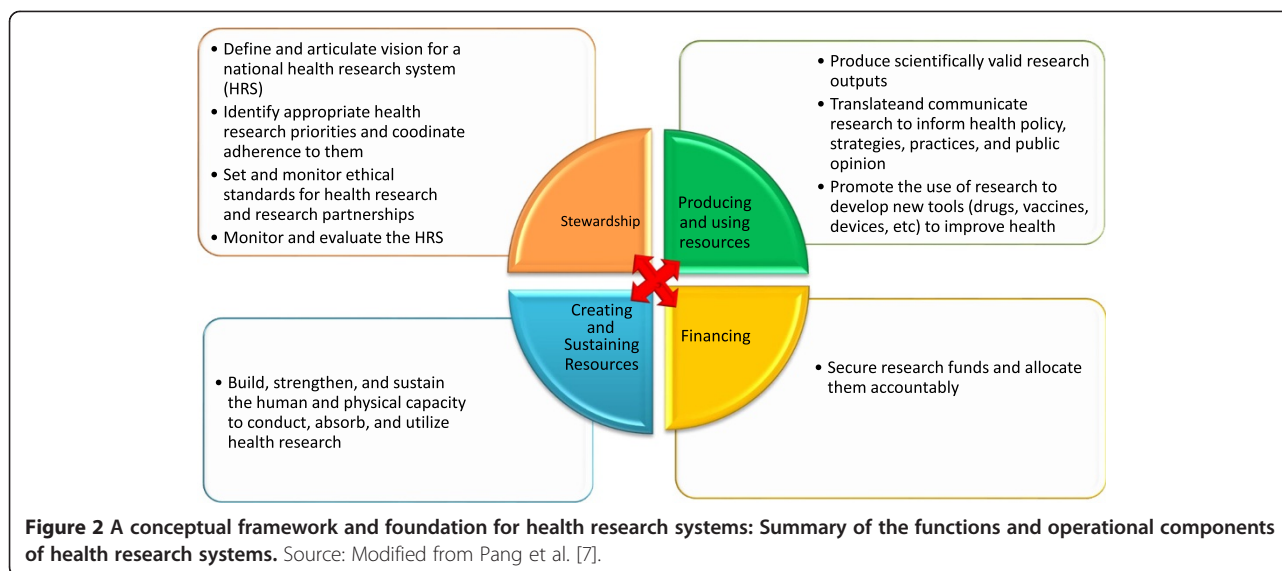 • Define and articulate vision for a
national health research system
(HRS)
• Identify appropriate health
research priorities and coodinate
adherence to them
• Set and monitor ethical
standards for health research
and research partnerships
• Monitor and evaluate the HRS
• Produce scientifically valid research
outputs
• Translateand communicate
research to inform health policy,
strategies, practices, and public
opinion
• Promote the use of research to
develop new tools (drugs, vaccines,
devices, etc) to improve health
Stewardship
Producing
and using
resources
Creating
and
Sustaining
Resources
Financing
• Build, strengthen, and sustain
the human and physical capacity
to conduct, absorb, and utilize
health research
• Secure research funds and allocate
them accountably
Figure 2 A conceptual framework and foundation for health research systems: Summary of the functions and operational components
of health research systems. Source: Modified from Pang et al. [7].